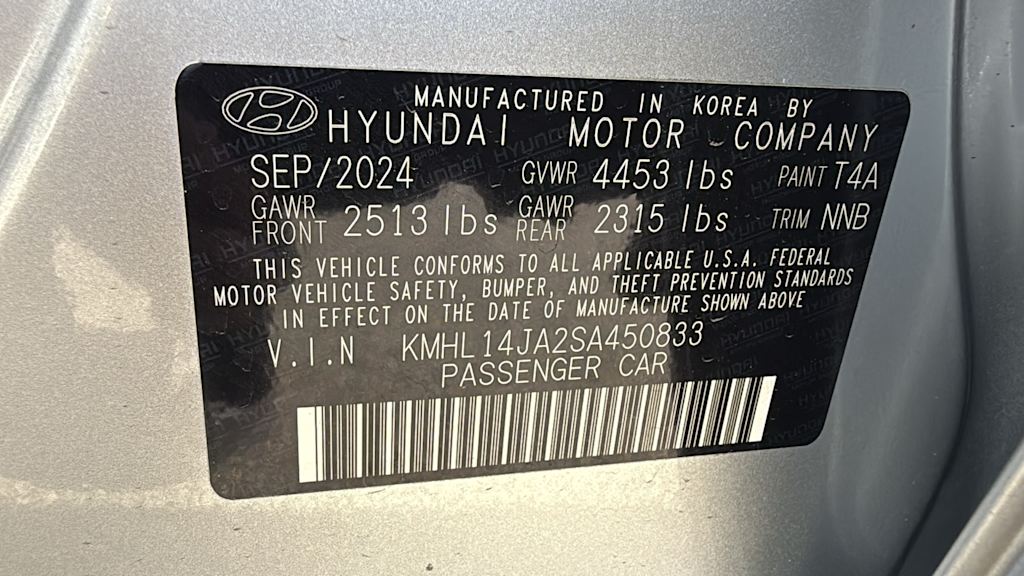 MANUFACTURED IN KOREA BY
HYUNDAI MOTOR COMPANY
SEP/2024 GVWR 4453 lbs PAINT T4A
GAWR FRONT 2513 lbs GAWR REAR 2315 lbs TRIM NNB
THIS VEHICLE CONFORMS TO ALL APPLICABLE U.S.A. FEDERAL
MOTOR VEHICLE SAFETY, BUMPER, AND THEFT PREVENTION STANDARDS
IN EFFECT ON THE DATE OF MANUFACTURE SHOWN ABOVE
V.I.N KMHL14JA2SA450833
PASSENGER CAR